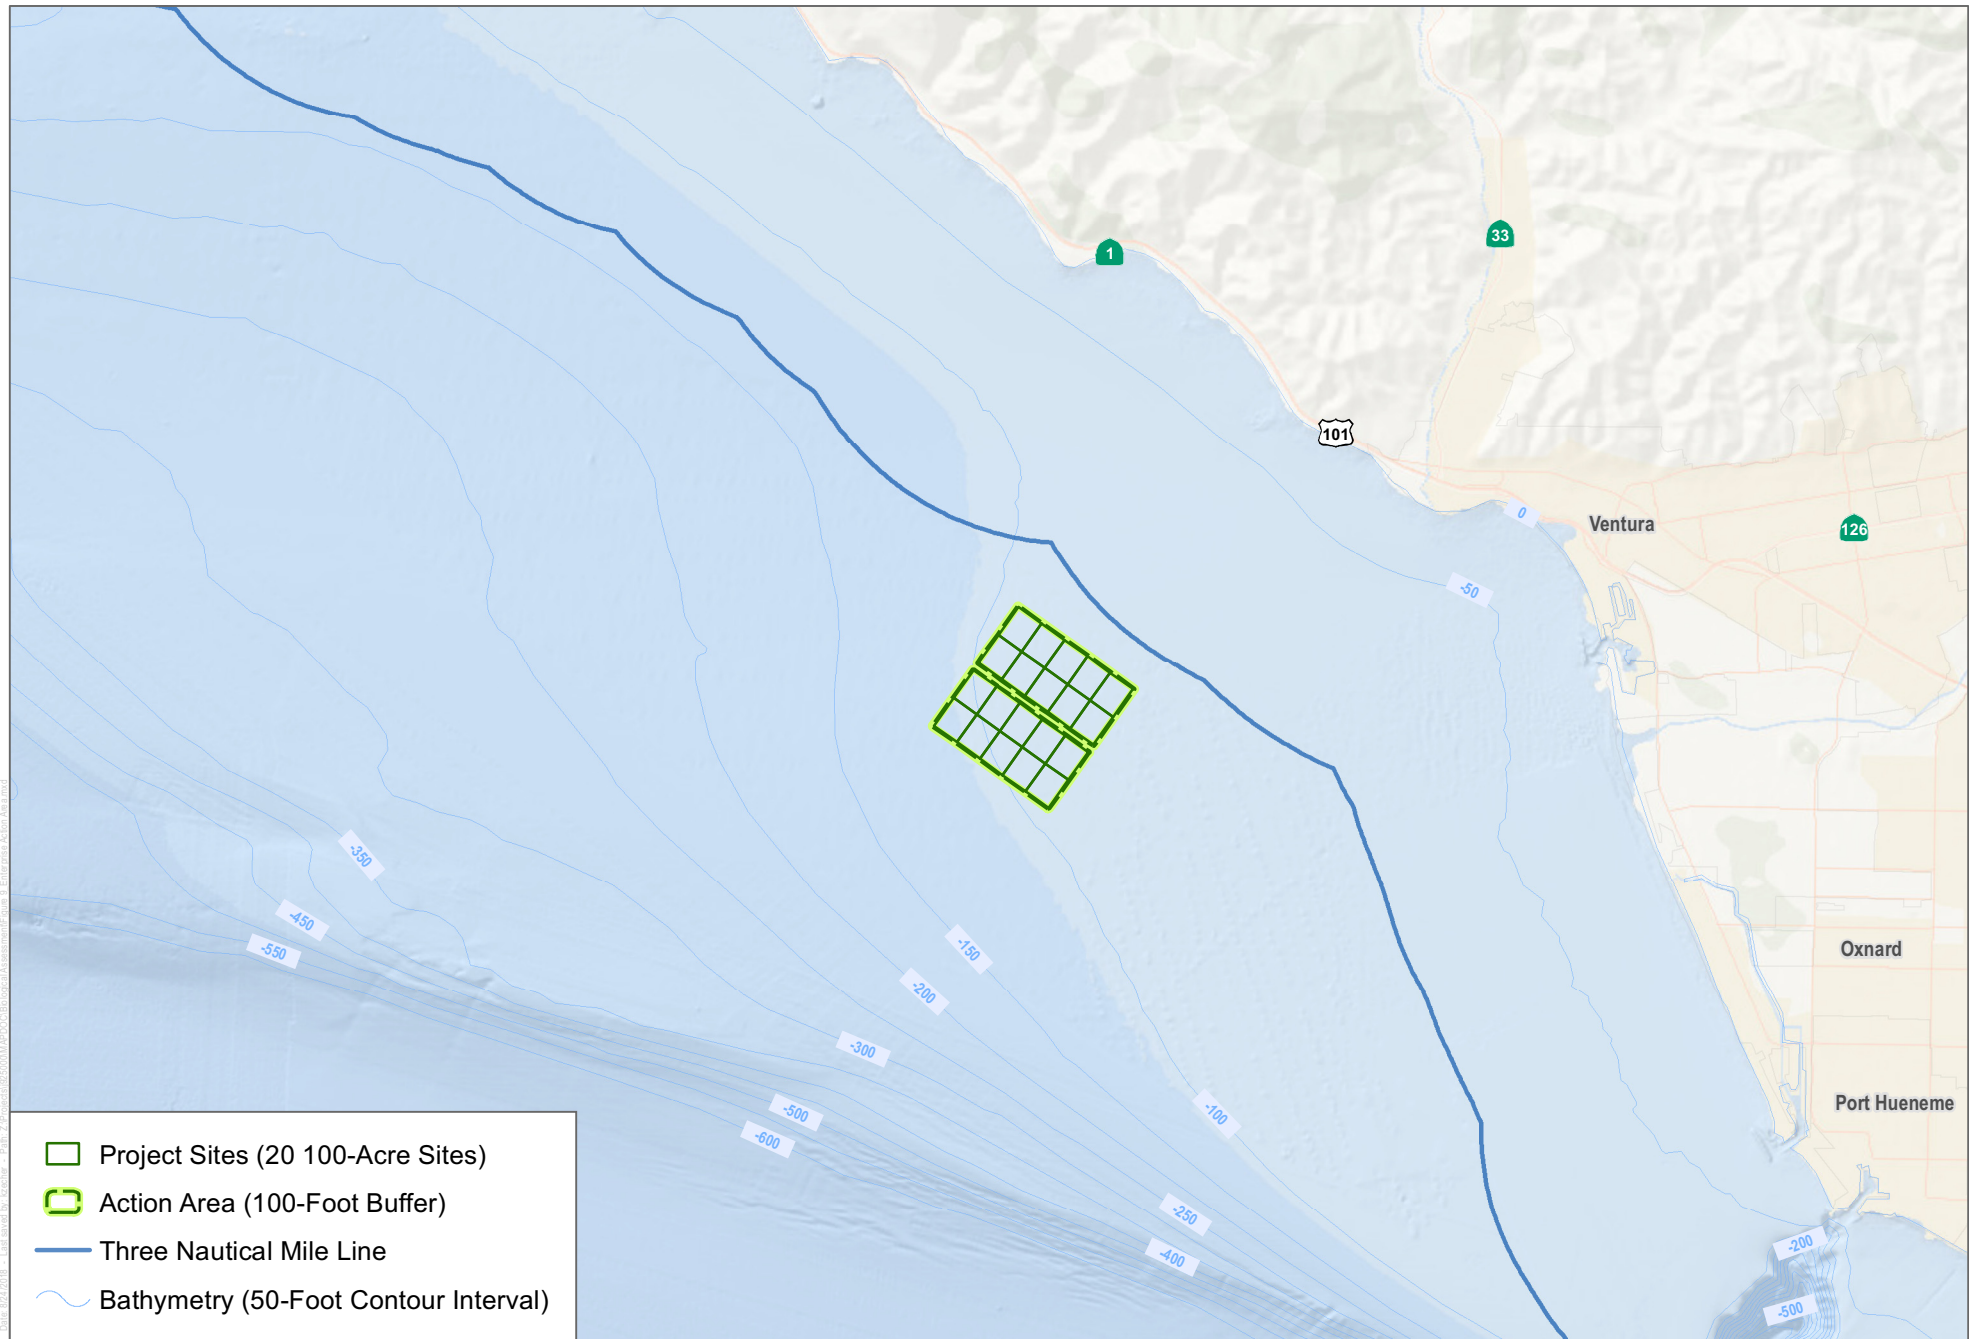 1
33
101
0
Ventura
126
-50
-350
-450
-550
-150
Oxnard
-200
-300
-100
Port Hueneme
-500
-600
-250
-400
-200
-500
Project Sites (20 100-Acre Sites)
Action Area (100-Foot Buffer)
Three Nautical Mile Line
Bathymetry (50-Foot Contour Interval)